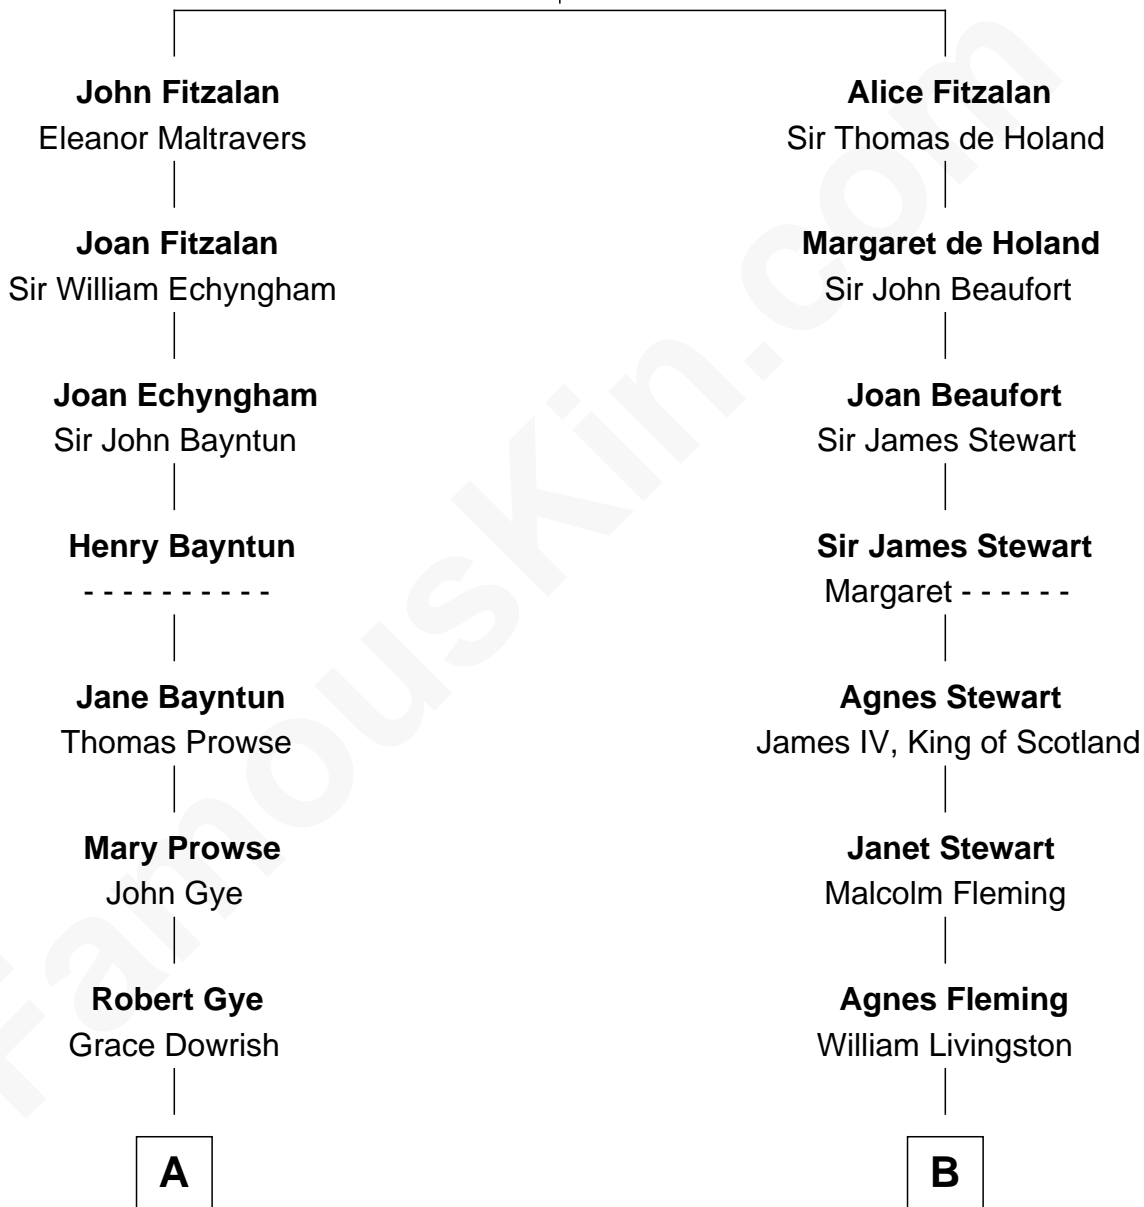 John Fitzalan
Eleanor Maltravers
Joan Fitzalan
Sir William Echyngham
Joan Echyngham
Sir John Bayntun
Henry Bayntun
- - - - - - - - - -
Jane Bayntun
Thomas Prowse
Mary Prowse
John Gye
Robert Gye
Grace Dowrish
A
Alice Fitzalan
Sir Thomas de Holand
Margaret de Holand
Sir John Beaufort
Joan Beaufort
Sir James Stewart
Sir James Stewart
Margaret - - - - - -
Agnes Stewart
James IV, King of Scotland
Janet Stewart
Malcolm Fleming
Agnes Fleming
William Livingston
B
FamousKin.com